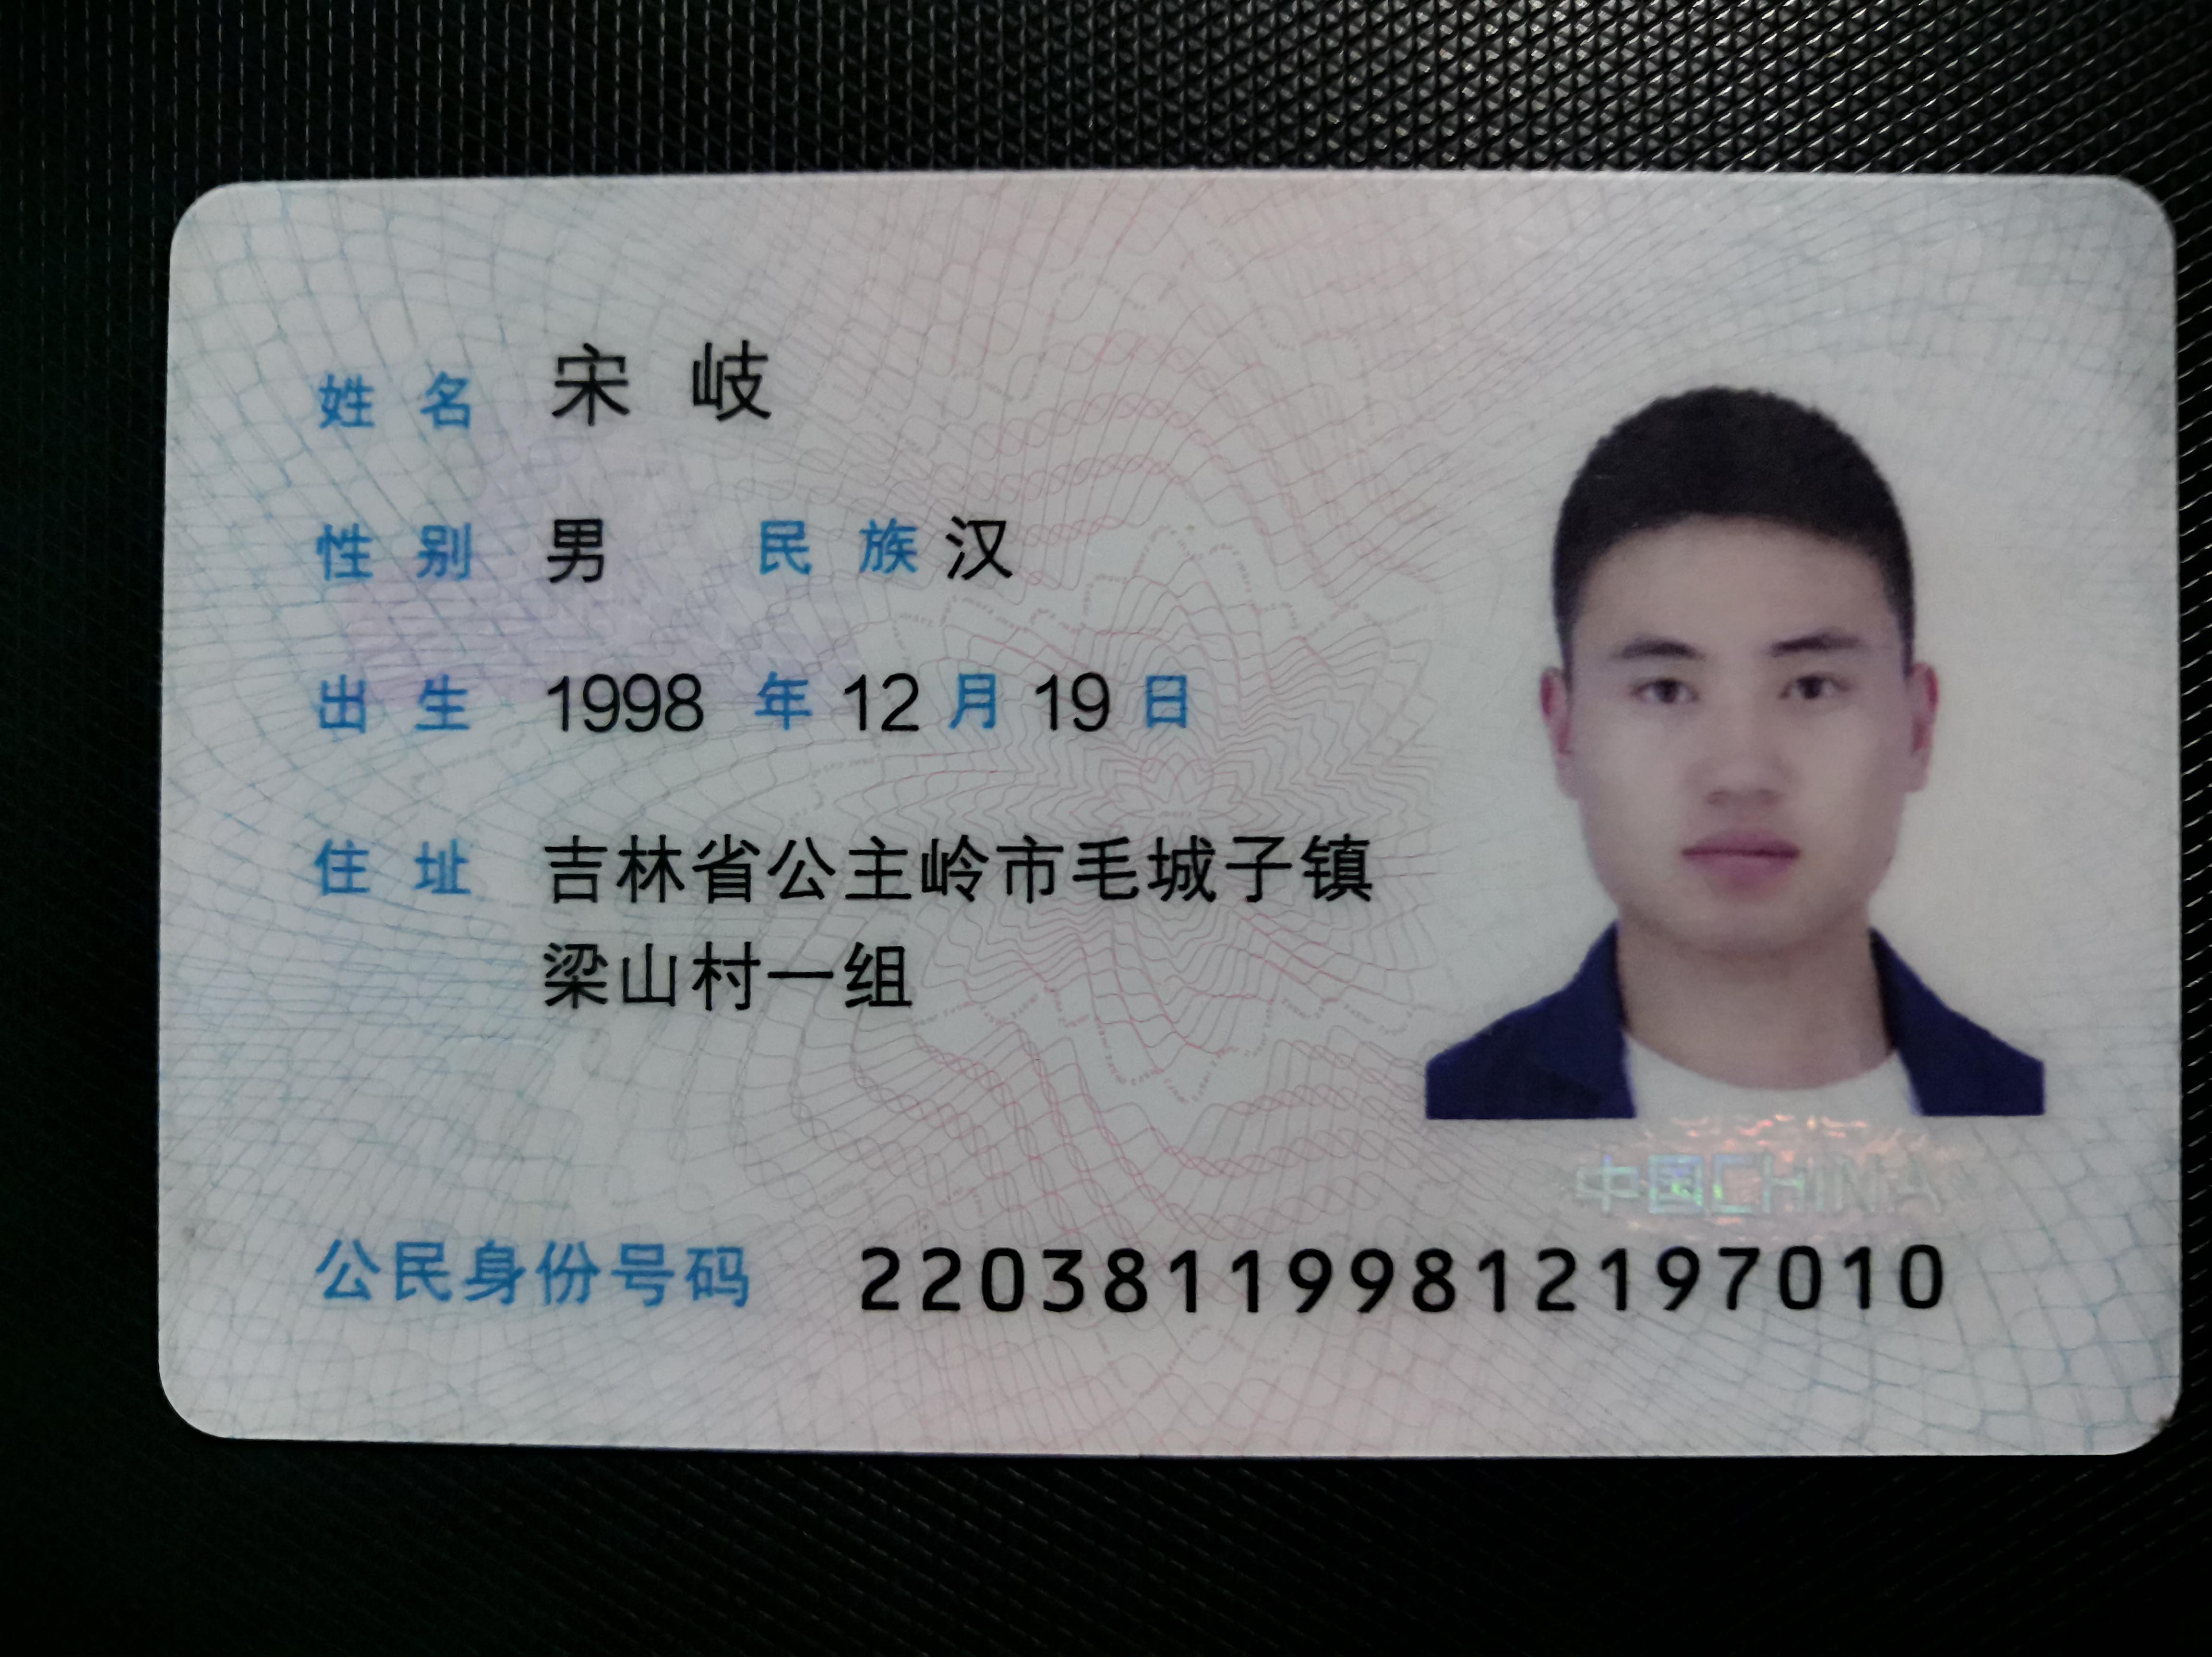 姓名 宋岐
性别 男 民族 汉
出生 1998 年 12 月 19 日
住址 吉林省公主岭市毛城子镇
梁山村一组
中国CHINA
公民身份号码 220381199812197010